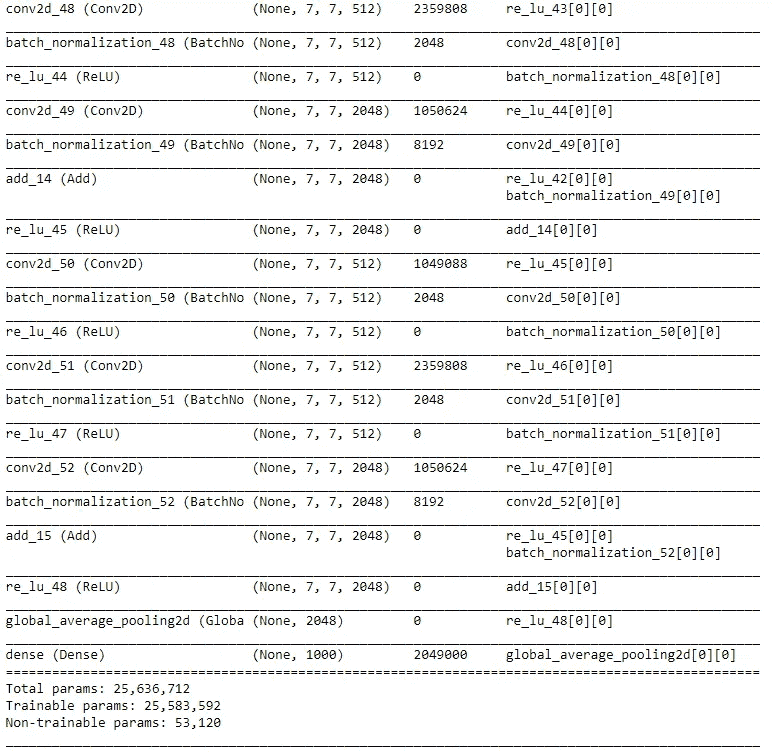 conv2d_48 (Conv2D) (None, 7, 7, 512) 2359808 re_lu_43[0][0]
batch_normalization_48 (BatchNo (None, 7, 7, 512) 2048 conv2d_48[0][0]
re_lu_44 (ReLU) (None, 7, 7, 512) 0 batch_normalization_48[0][0]
conv2d_49 (Conv2D) (None, 7, 7, 2048) 1050624 re_lu_44[0][0]
batch_normalization_49 (BatchNo (None, 7, 7, 2048) 8192 conv2d_49[0][0]
add_14 (Add) (None, 7, 7, 2048) 0 re_lu_42[0][0]
batch_normalization_49[0][0]
re_lu_45 (ReLU) (None, 7, 7, 2048) 0 add_14[0][0]
conv2d_50 (Conv2D) (None, 7, 7, 512) 1049088 re_lu_45[0][0]
batch_normalization_50 (BatchNo (None, 7, 7, 512) 2048 conv2d_50[0][0]
re_lu_46 (ReLU) (None, 7, 7, 512) 0 batch_normalization_50[0][0]
conv2d_51 (Conv2D) (None, 7, 7, 512) 2359808 re_lu_46[0][0]
batch_normalization_51 (BatchNo (None, 7, 7, 512) 2048 conv2d_51[0][0]
re_lu_47 (ReLU) (None, 7, 7, 512) 0 batch_normalization_51[0][0]
conv2d_52 (Conv2D) (None, 7, 7, 2048) 1050624 re_lu_47[0][0]
batch_normalization_52 (BatchNo (None, 7, 7, 2048) 8192 conv2d_52[0][0]
add_15 (Add) (None, 7, 7, 2048) 0 re_lu_45[0][0]
batch_normalization_52[0][0]
re_lu_48 (ReLU) (None, 7, 7, 2048) 0 add_15[0][0]
global_average_pooling2d (Globa (None, 2048) 0 re_lu_48[0][0]
dense (Dense) (None, 1000) 2049000 global_average_pooling2d[0][0]
Total params: 25,636,712
Trainable params: 25,583,592
Non-trainable params: 53,120